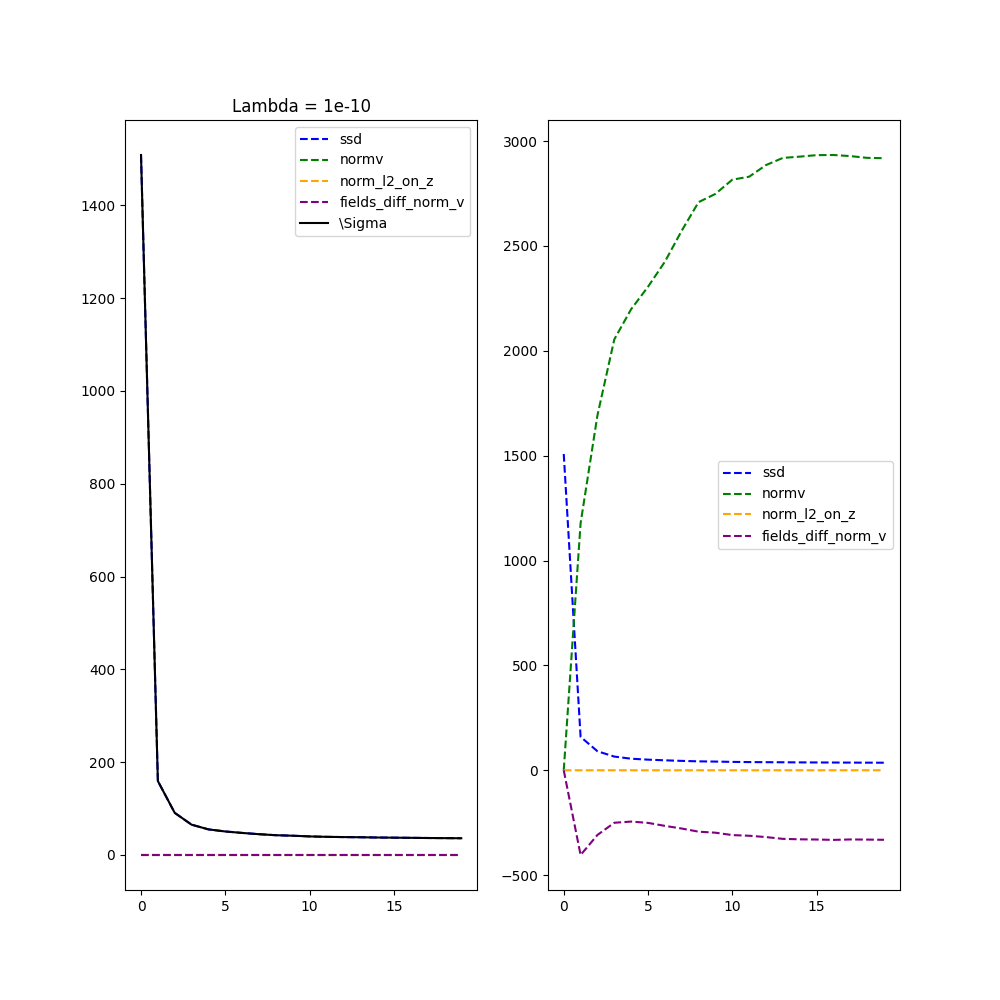 Lambda = 1e-10
ssd
normv
norm_l2_on_z
fields_diff_norm_v
\Sigma
1400
1200
1000
800
600
400
200
0
0 5 10 15
3000
2500
2000
1500
1000
500
0
−500
ssd
normv
norm_l2_on_z
fields_diff_norm_v
0 5 10 15